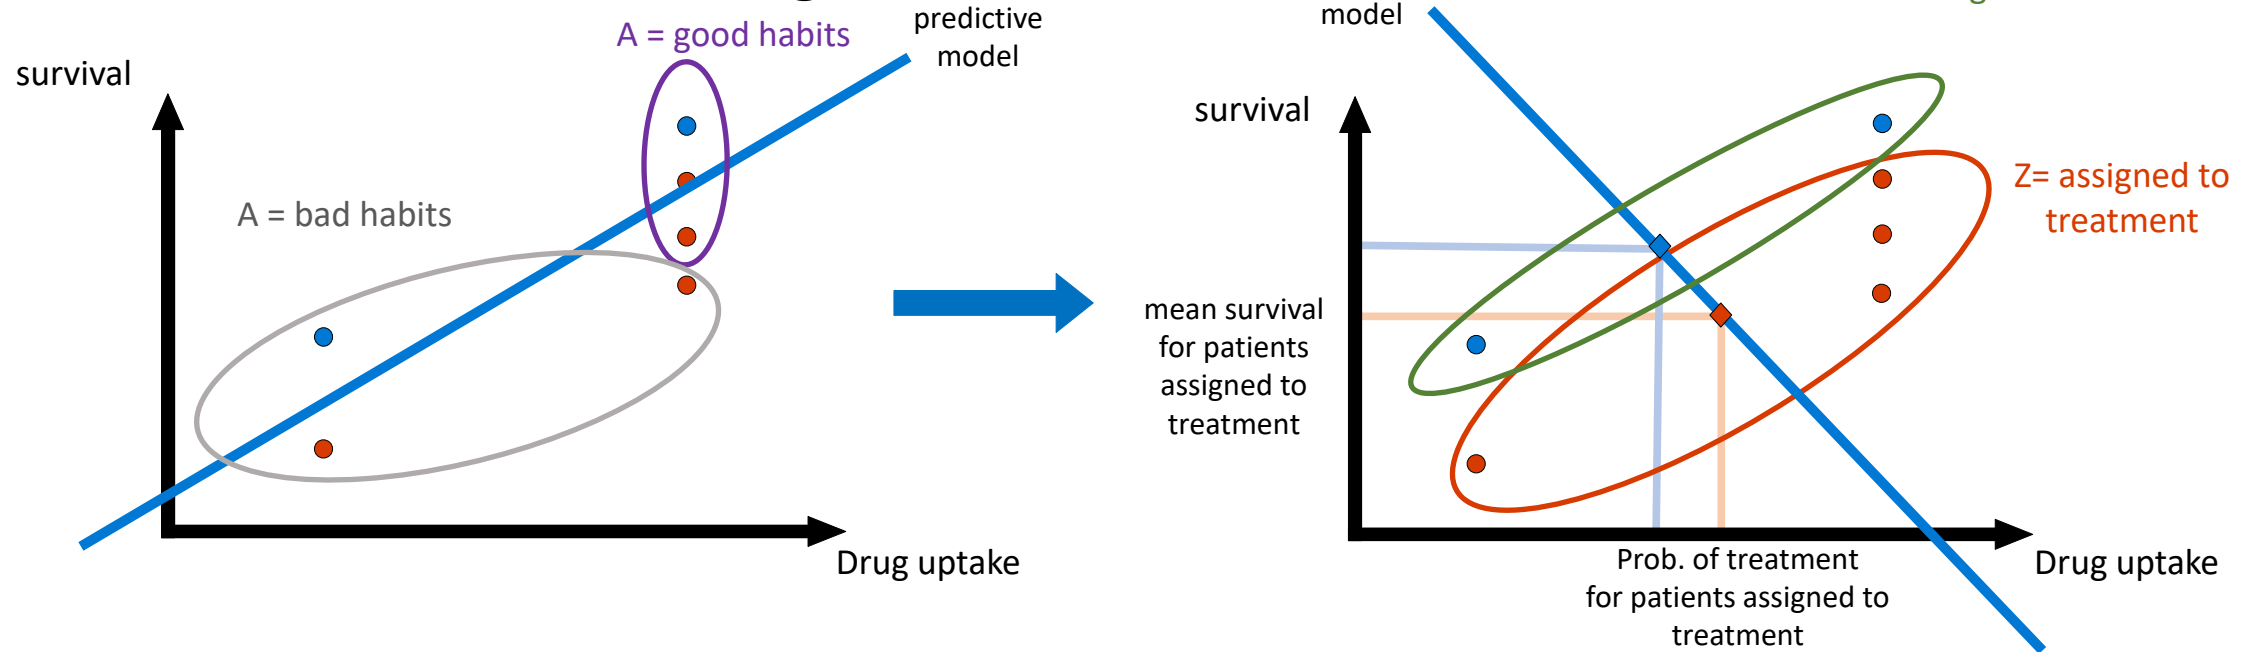 A = good habits
predictive
model
survival
A = bad habits
Drug uptake
model
survival
Z= assigned to
treatment
mean survival
for patients
assigned to
treatment
Prob. of treatment
for patients assigned to
treatment
Drug uptake